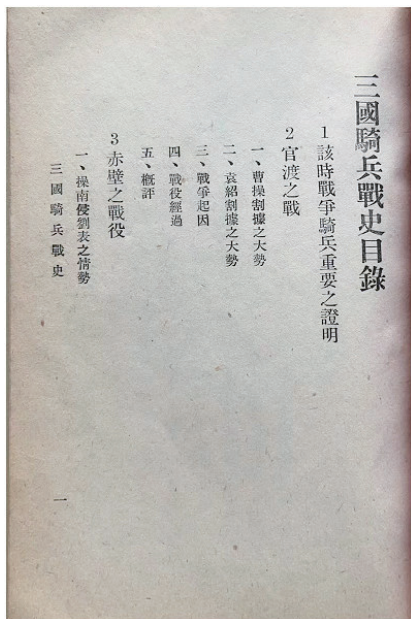 三國騎兵戰史目錄
1 該時戰爭騎兵重要之證明
2 官渡之戰
一、曹操割據之大勢
二、袁紹割據之大勢
三、戰爭起因
四、戰役經過
五、概評
3 赤壁之戰役
一、操南侵劉表之情勢
三國騎兵戰史
一